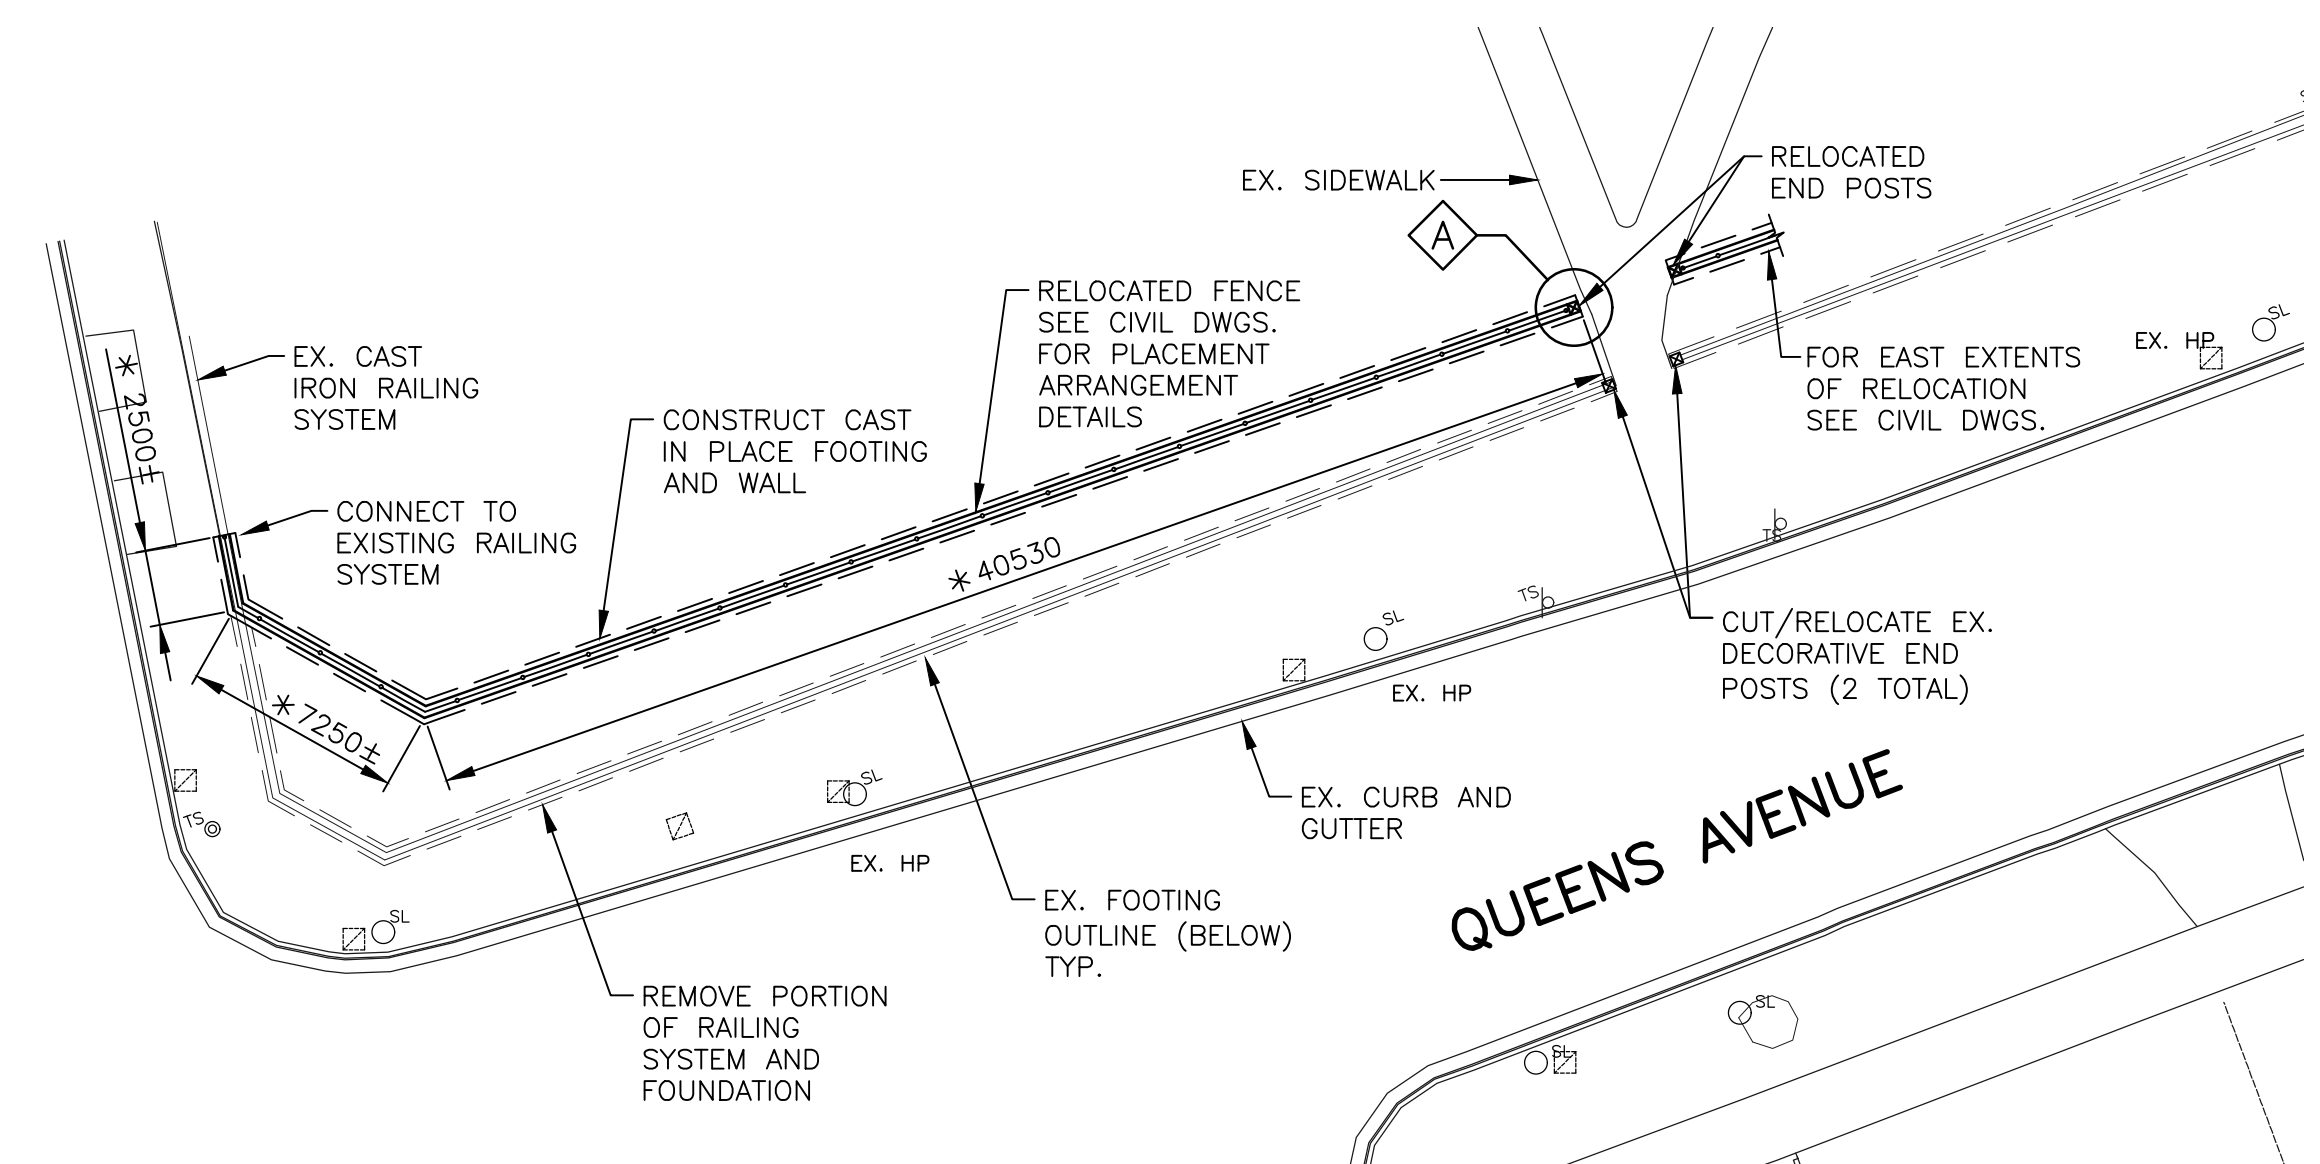 EX. SIDEWALK
A
RELOCATED
END POSTS
RELOCATED FENCE
SEE CIVIL DWGS.
FOR PLACEMENT
ARRANGEMENT
DETAILS
EX. CAST
IRON RAILING
SYSTEM
* 2500±
CONSTRUCT CAST
IN PLACE FOOTING
AND WALL
CONNECT TO
EXISTING RAILING
SYSTEM
FOR EAST EXTENTS
OF RELOCATION
SEE CIVIL DWGS.
EX. HP
SL
* 40530
TS
TS
SL
EX. HP
CUT/RELOCATE EX.
DECORATIVE END
POSTS (2 TOTAL)
* 7250±
TS
SL
EX. HP
SL
EX. CURB AND
GUTTER
QUEENS AVENUE
EX. FOOTING
OUTLINE (BELOW)
TYP.
REMOVE PORTION
OF RAILING
SYSTEM AND
FOUNDATION
SL
SL